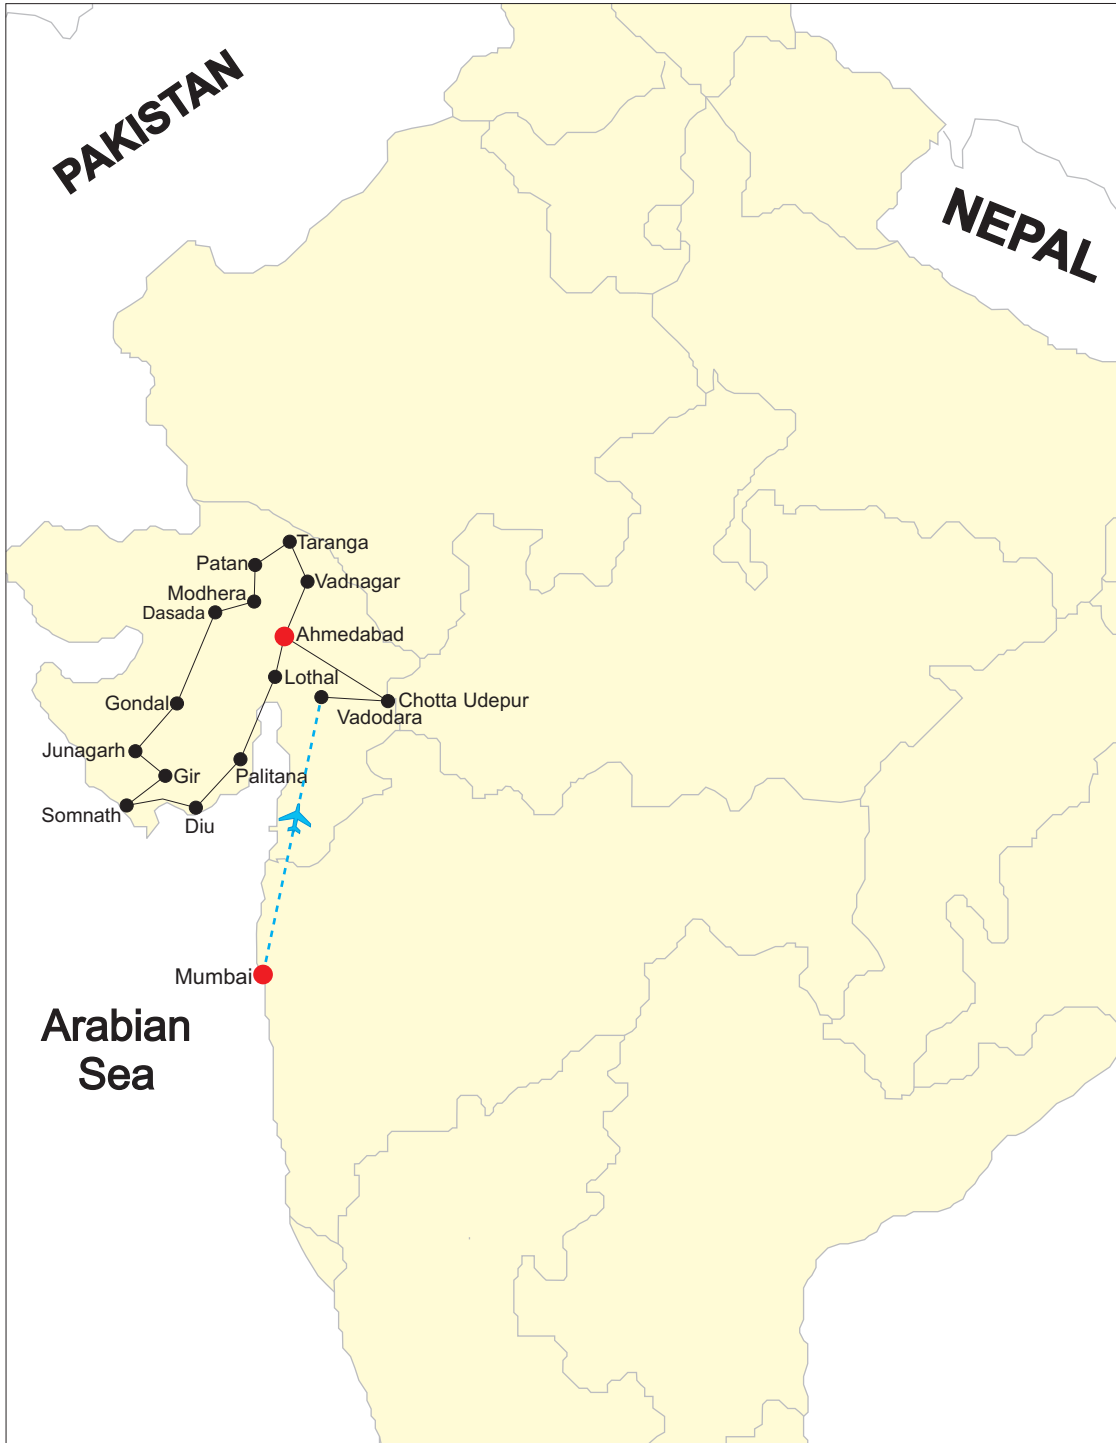 PAKISTAN
NEPAL
Taranga
Patan
Vadnagar
Modhera
Dasada
Ahmedabad
Lothal
Chotta Udepur
Gondal
Vadodara
Junagarh
Gir
Palitana
Somnath
Diu
Mumbai
Arabian
Sea